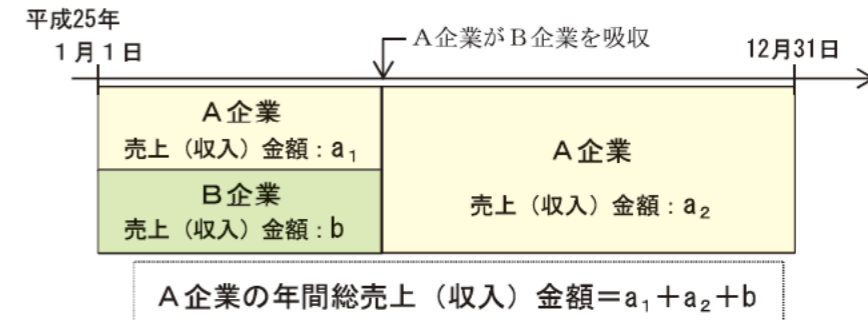 平成25年
1月1日
A企業がB企業を吸収
12月31日
A企業
売上（収入）金額：a₁
B企業
売上（収入）金額：b
A企業
売上（収入）金額：a₂
A企業の年間総売上（収入）金額＝a₁＋a₂＋b